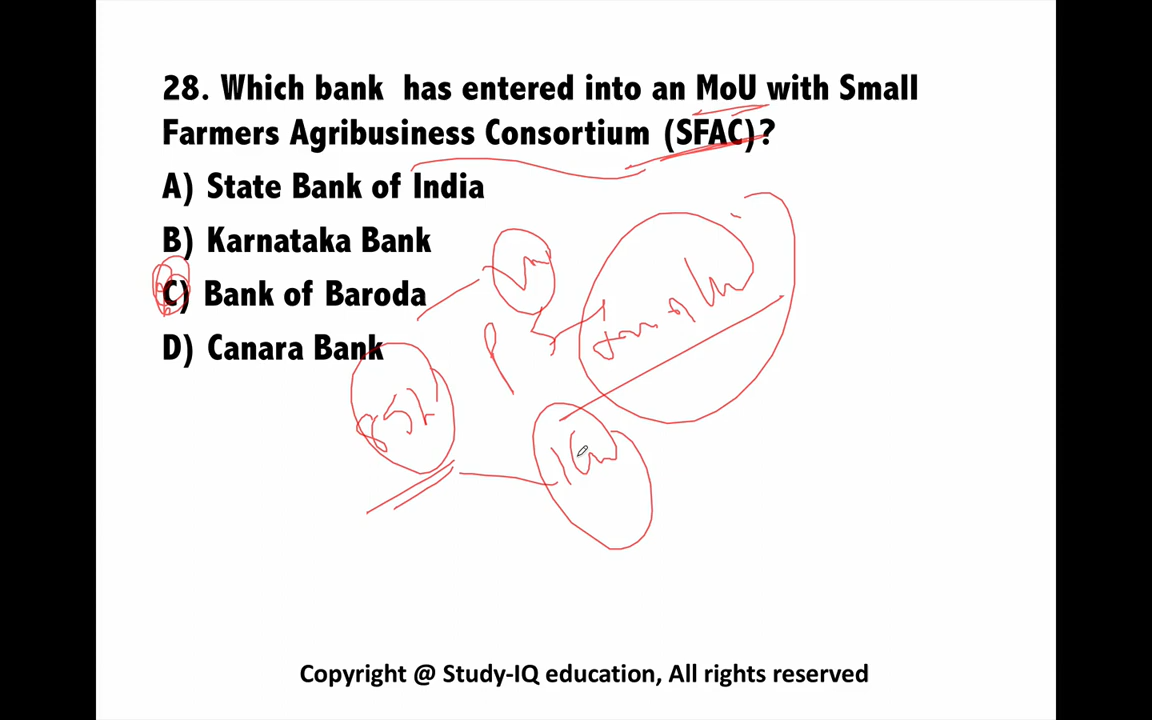 28. Which bank has entered into an MoU with Small
Farmers Agribusiness Consortium (SFAC)?
A) State Bank of India
B) Karnataka Bank
C) Bank of Baroda
D) Canara Bank
Copyright @ Study-IQ education, All rights reserved